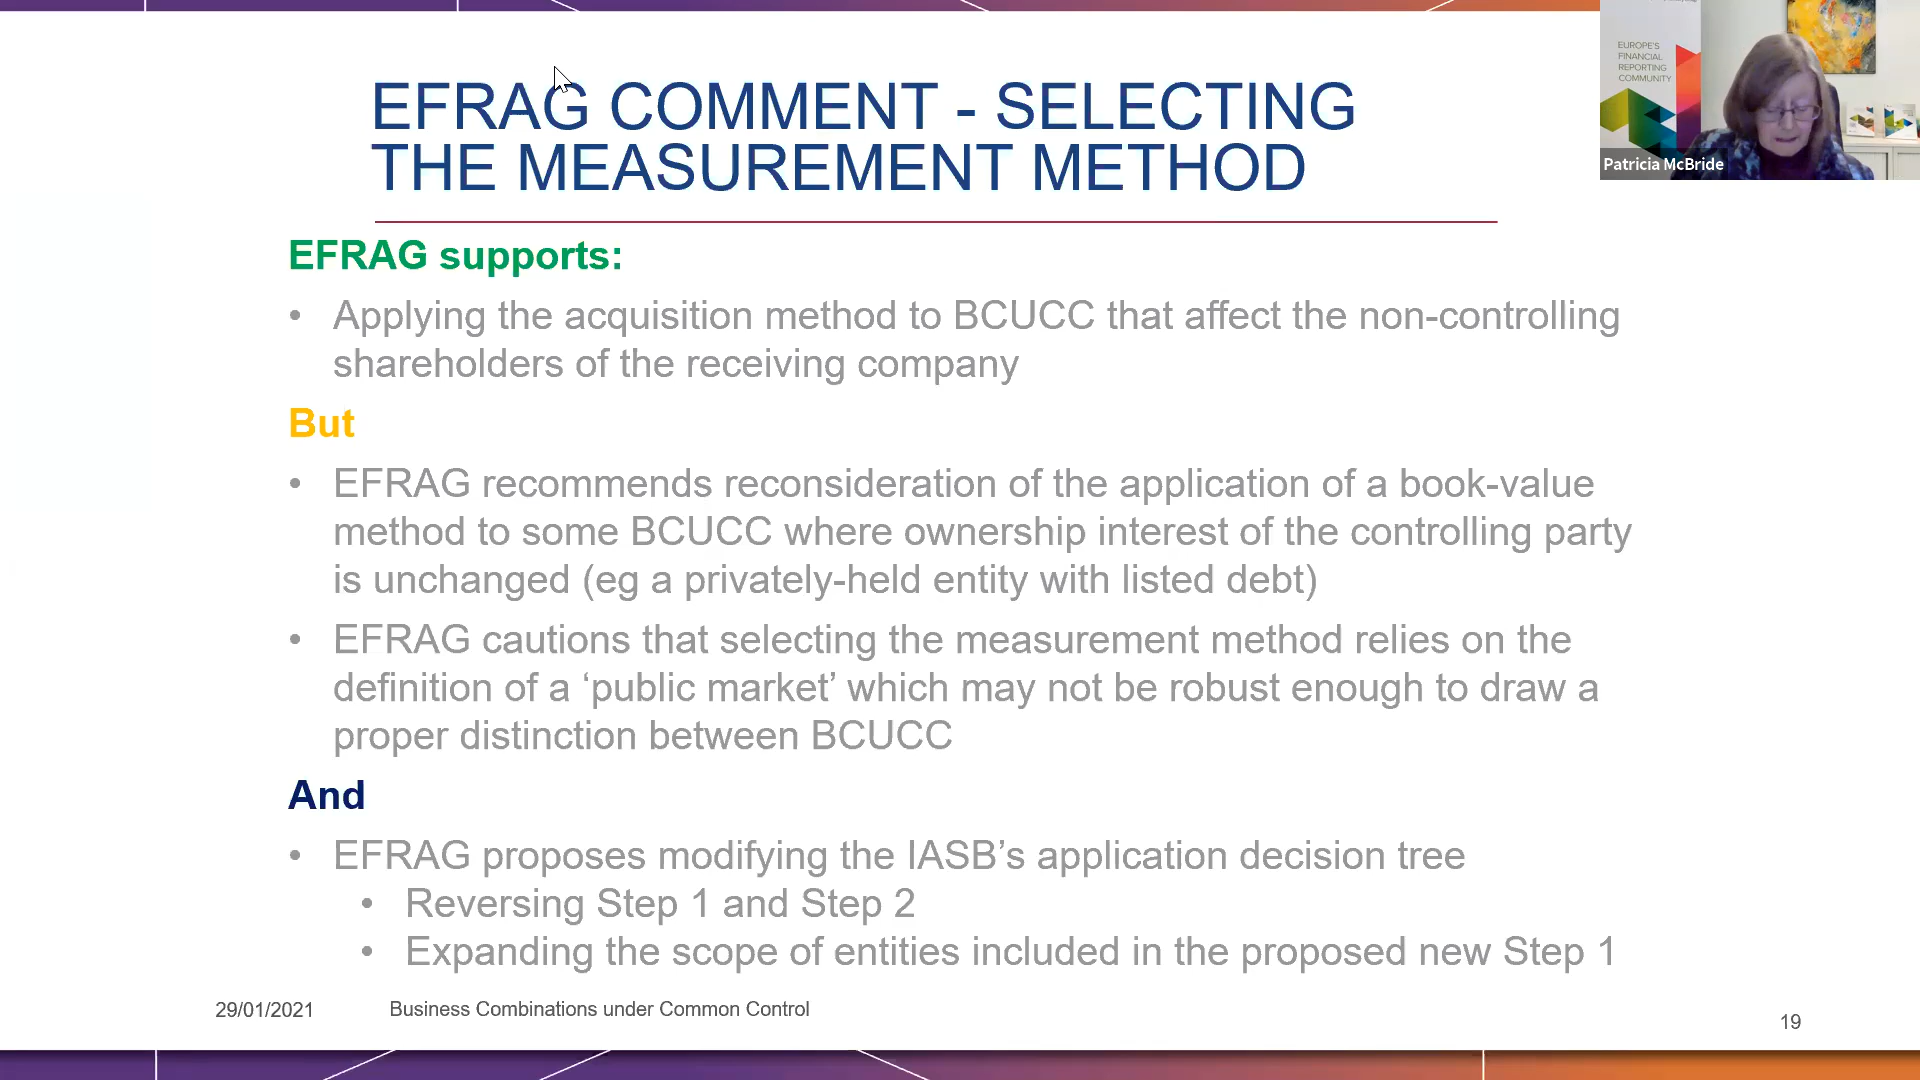 EFRAG COMMENT - SELECTING
THE MEASUREMENT METHOD
EUROPE'S
FINANCIAL
REPORTING
COMMUNITY
Patricia McBride
EFRAG supports:
• Applying the acquisition method to BCUCC that affect the non-controlling
shareholders of the receiving company
But
• EFRAG recommends reconsideration of the application of a book-value
method to some BCUCC where ownership interest of the controlling party
is unchanged (eg a privately-held entity with listed debt)
• EFRAG cautions that selecting the measurement method relies on the
definition of a ‘public market’ which may not be robust enough to draw a
proper distinction between BCUCC
And
• EFRAG proposes modifying the IASB’s application decision tree
• Reversing Step 1 and Step 2
• Expanding the scope of entities included in the proposed new Step 1
29/01/2021
Business Combinations under Common Control
19